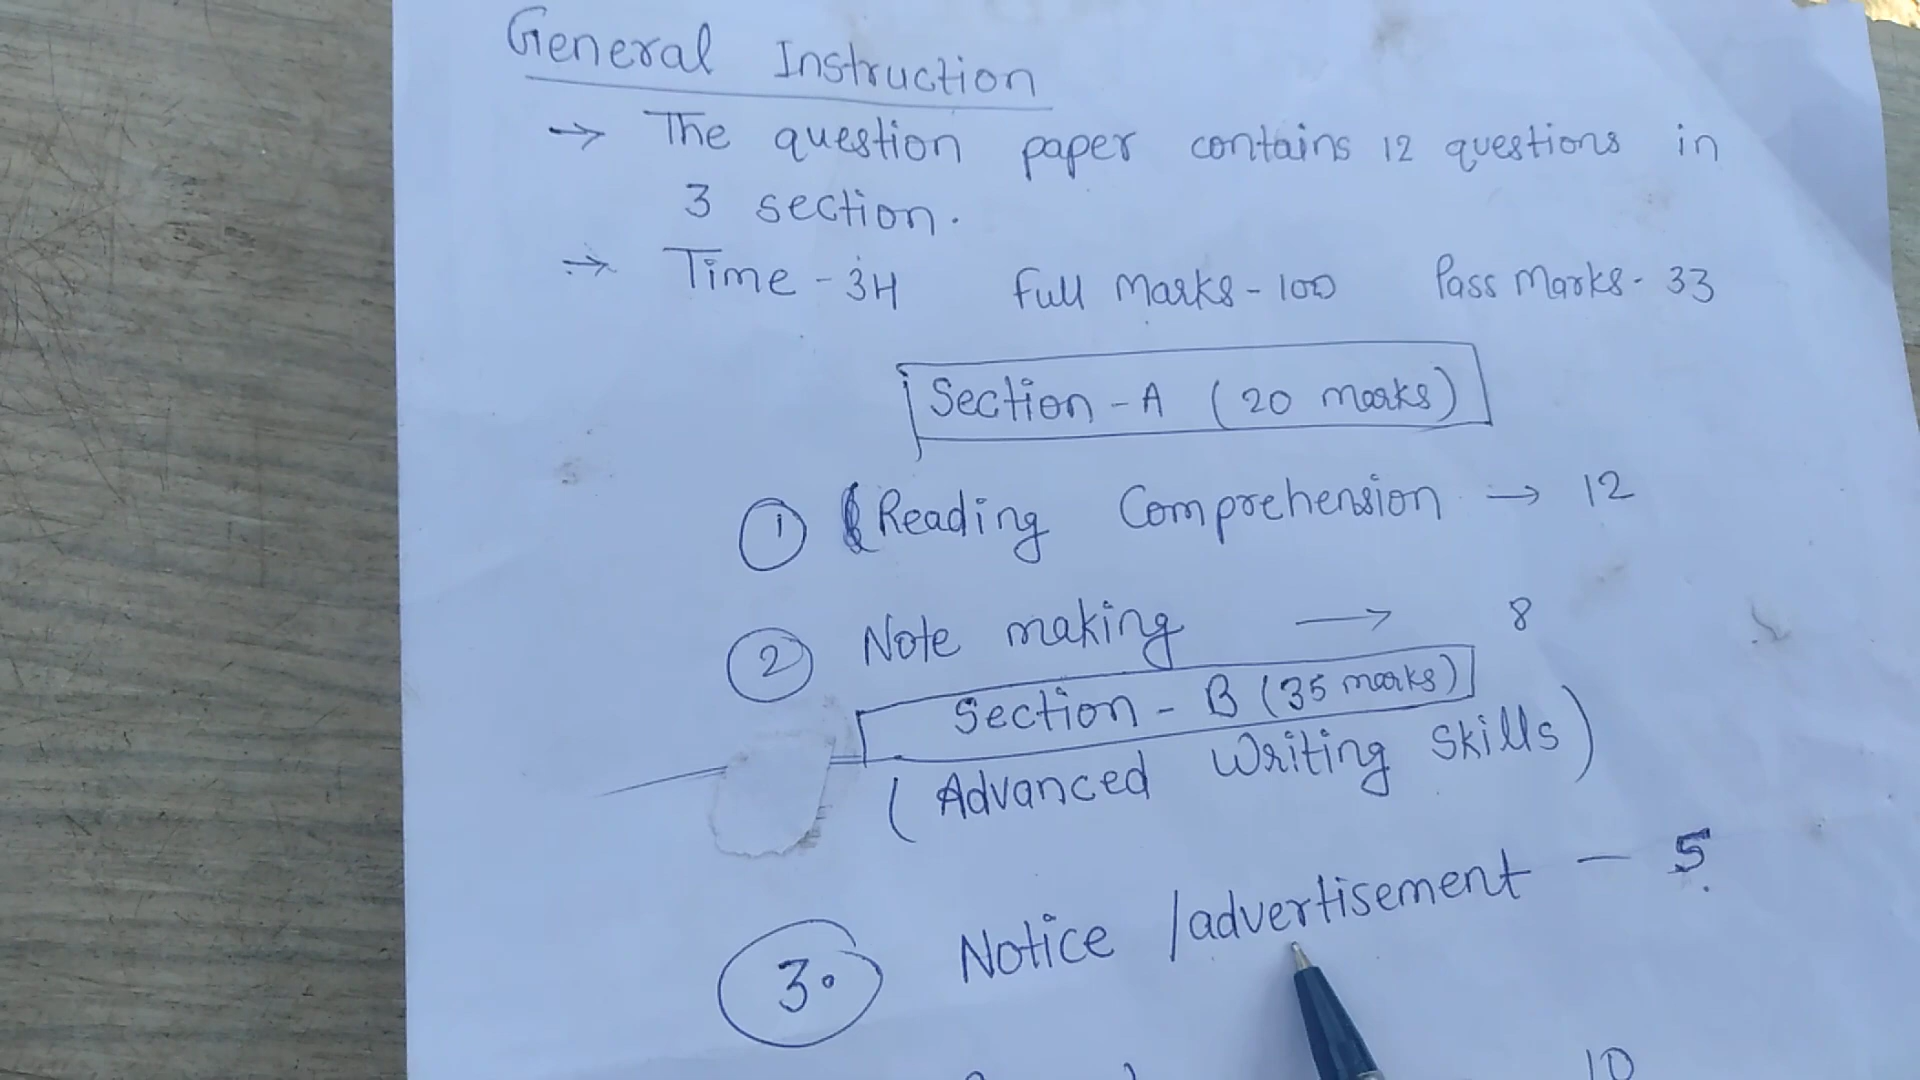 General Instruction
→ The question paper contains 12 questions in
3 section.
→ Time - 3H Full Marks - 100 Pass Marks - 33
Section - A (20 marks)
1 Reading Comprehension → 12
2 Note making → 8
Section - B (35 marks)
(Advanced Writing Skills)
3. Notice /advertisement — 5
10